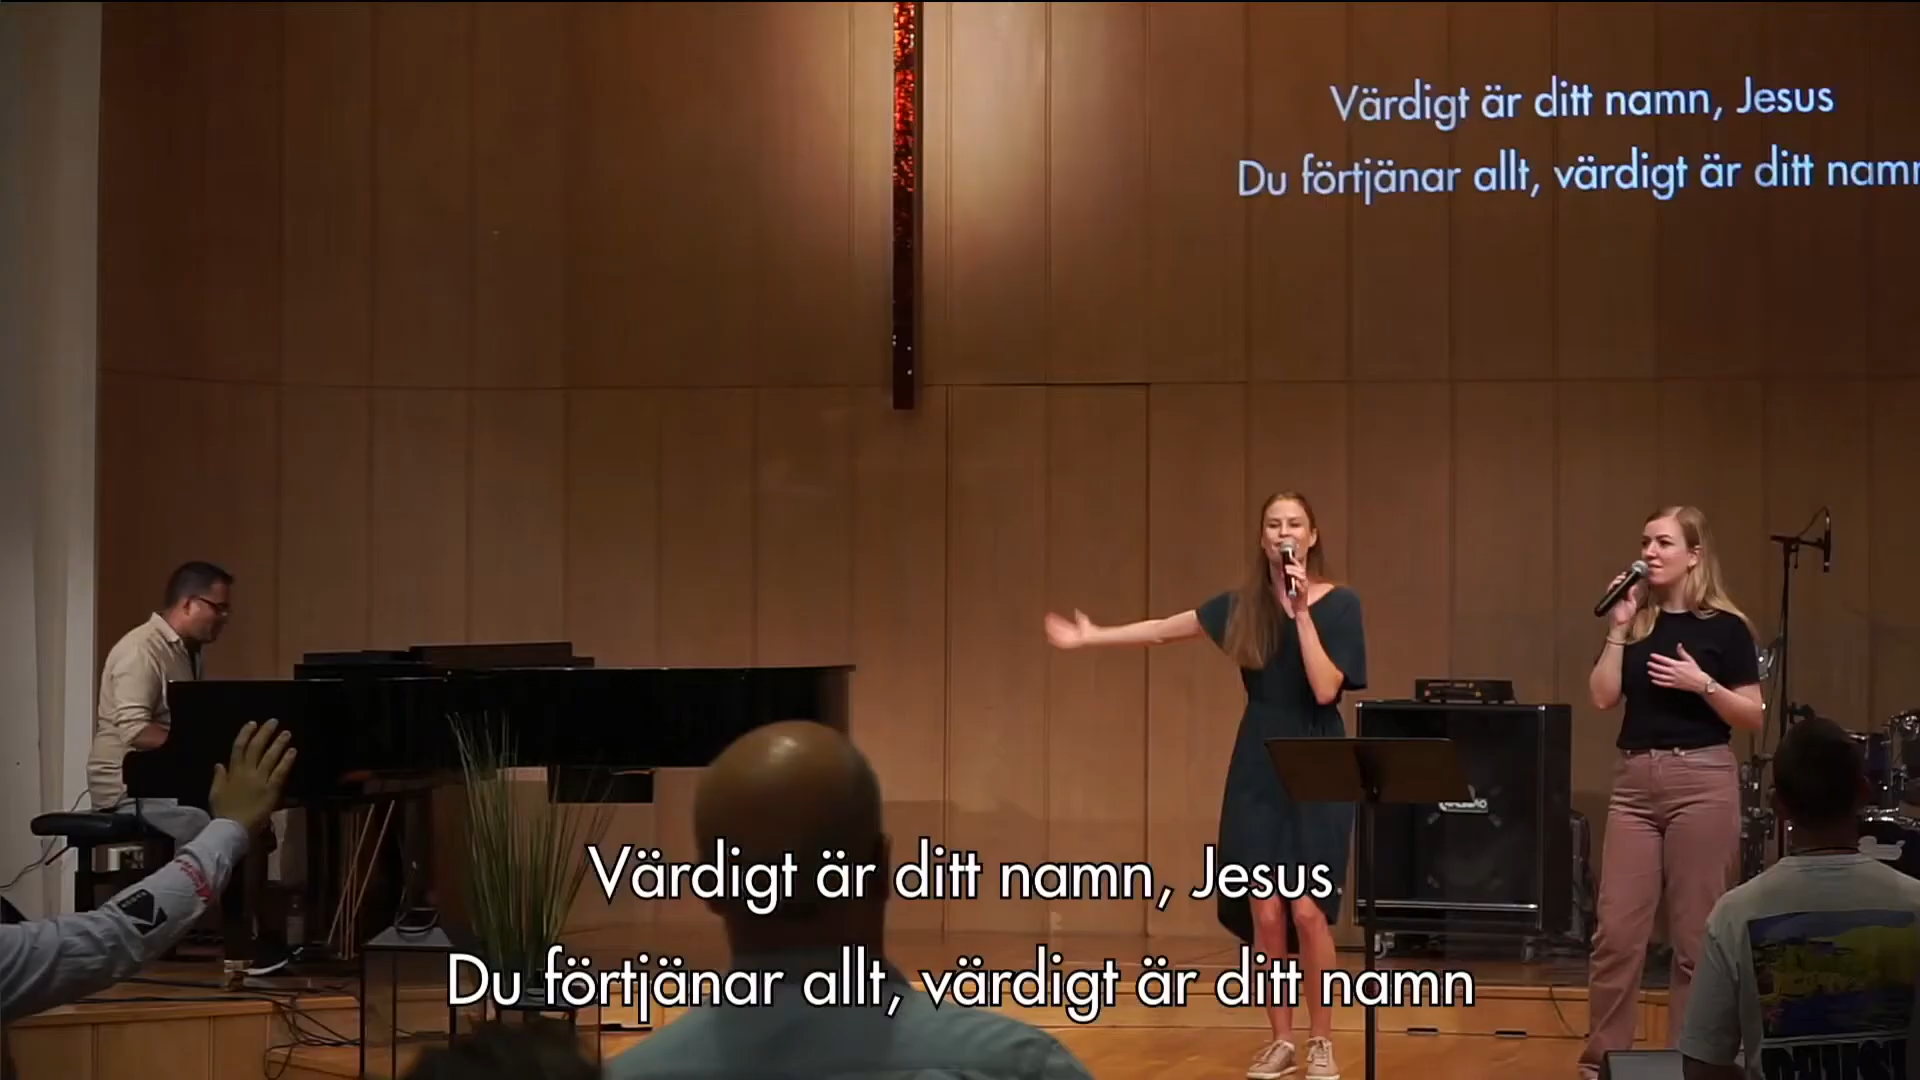 Värdigt är ditt namn, Jesus
Du förtjänar allt, värdigt är ditt namn
Värdigt är ditt namn, Jesus
Du förtjänar allt, värdigt är ditt namn